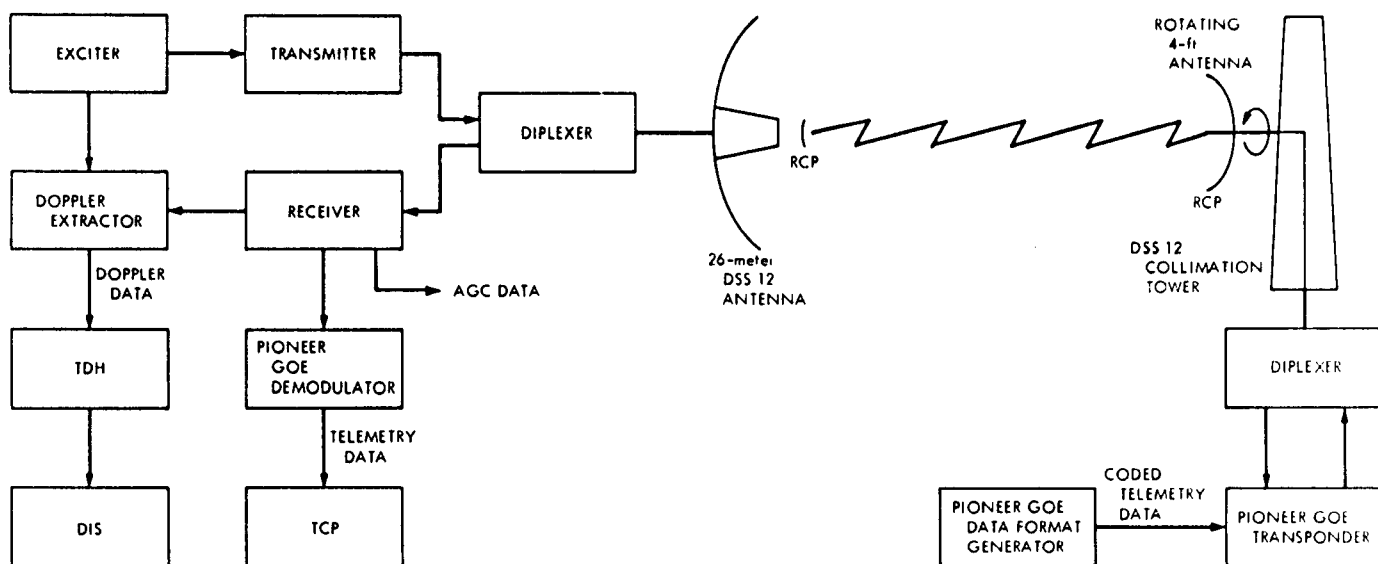 EXCITER
TRANSMITTER
DIPLEXER
ROTATING
4-ft
ANTENNA
RCP
RCP
DOPPLER
EXTRACTOR
RECEIVER
DOPPLER
DATA
AGC DATA
26-meter
DSS 12
ANTENNA
DSS 12
COLLIMATION
TOWER
TDH
PIONEER
GOE
DEMODULATOR
DIPLEXER
TELEMETRY
DATA
CODED
TELEMETRY
DATA
DIS
TCP
PIONEER GOE
DATA FORMAT
GENERATOR
PIONEER GOE
TRANSPONDER